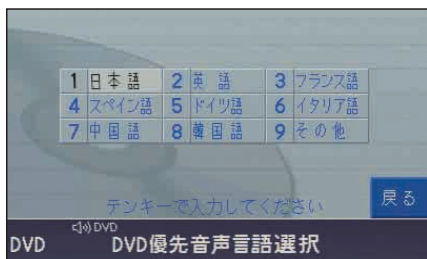 1 日本語 2 英 語 3 フランス語
4 スペイン語 5 ドイツ語 6 イタリア語
7 中 国 語 8 韓 国 語 9 そ の 他
テンキーで入力してください
戻る
DVD
DVD DVD優先音声言語選択